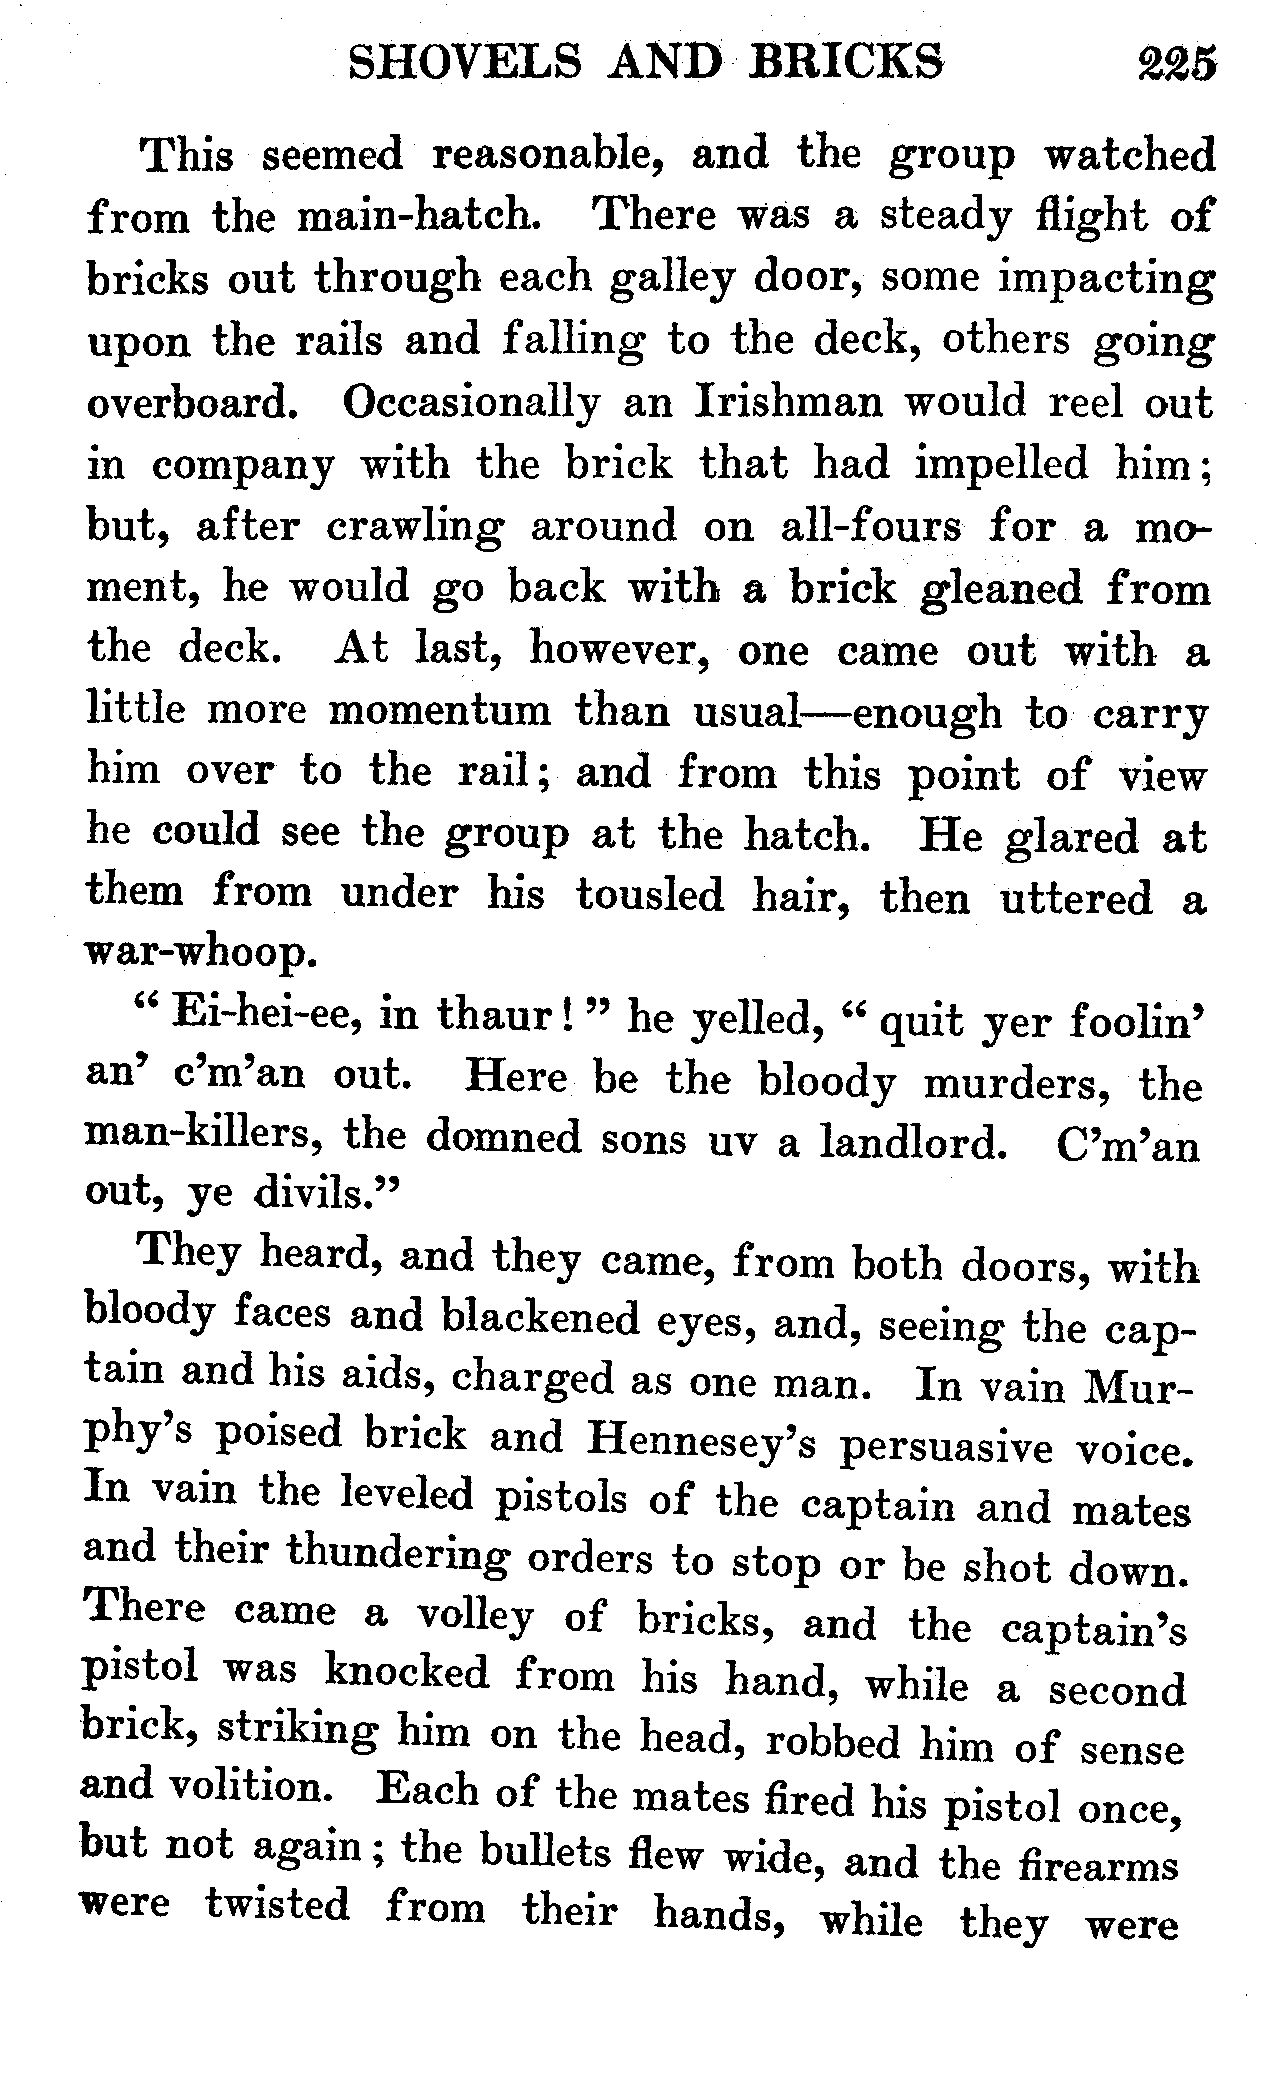 SHOVELS AND BRICKS 225
This seemed reasonable, and the group watched
from the main-hatch. There was a steady flight of
bricks out through each galley door, some impacting
upon the rails and falling to the deck, others going
overboard. Occasionally an Irishman would reel out
in company with the brick that had impelled him;
but, after crawling around on all-fours for a mo-
ment, he would go back with a brick gleaned from
the deck. At last, however, one came out with a
little more momentum than usual—enough to carry
him over to the rail; and from this point of view
he could see the group at the hatch. He glared at
them from under his tousled hair, then uttered a
war-whoop.
“Ei-hei-ee, in thaur!” he yelled, “quit yer foolin’
an’ c’m’an out. Here be the bloody murders, the
man-killers, the domned sons uv a landlord. C’m’an
out, ye divils.”
They heard, and they came, from both doors, with
bloody faces and blackened eyes, and, seeing the cap-
tain and his aids, charged as one man. In vain Mur-
phy’s poised brick and Hennesey’s persuasive voice.
In vain the leveled pistols of the captain and mates
and their thundering orders to stop or be shot down.
There came a volley of bricks, and the captain’s
pistol was knocked from his hand, while a second
brick, striking him on the head, robbed him of sense
and volition. Each of the mates fired his pistol once,
but not again; the bullets flew wide, and the firearms
were twisted from their hands, while they were